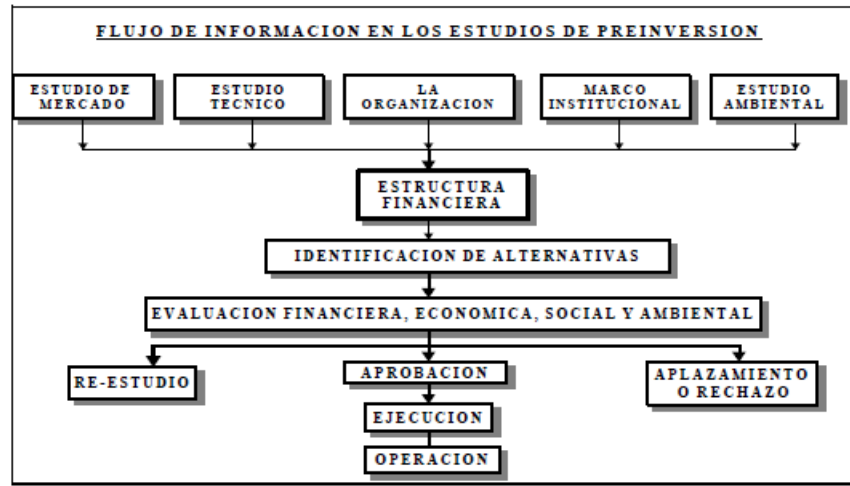 FLUJO DE INFORMACION EN LOS ESTUDIOS DE PREINVERSION
ESTUDIO DE
MERCADO
ESTUDIO
TECNICO
LA
ORGANIZACION
MARCO
INSTITUCIONAL
ESTUDIO
AMBIENTAL
ESTRUCTURA
FINANCIERA
IDENTIFICACION DE ALTERNATIVAS
EVALUACION FINANCIERA, ECONOMICA, SOCIAL Y AMBIENTAL
RE-ESTUDIO
APROBACION
APLAZAMIENTO
O RECHAZO
EJECUCION
OPERACION